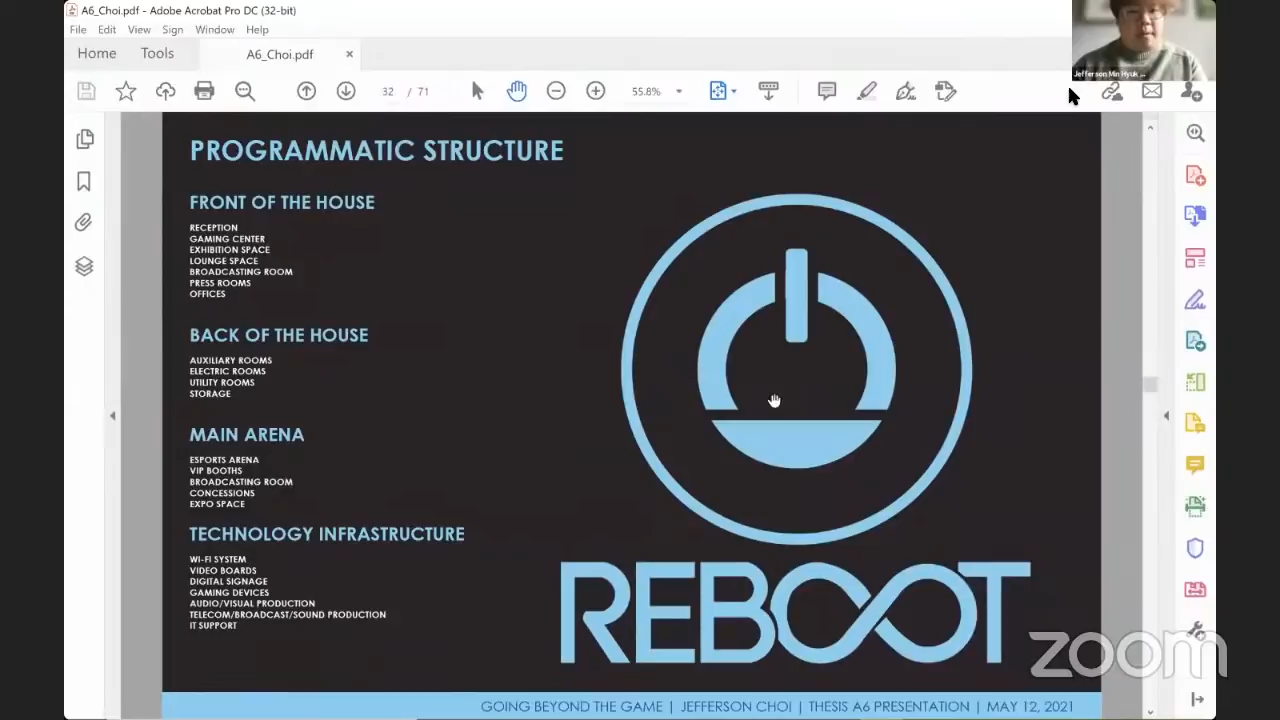 A6_Choi.pdf - Adobe Acrobat Pro DC (32-bit)
File Edit View Sign Window Help
Home Tools A6_Choi.pdf
32 / 71 55.8%
Jefferson Min Hyuk ...
PROGRAMMATIC STRUCTURE
FRONT OF THE HOUSE
RECEPTION
GAMING CENTER
EXHIBITION SPACE
LOUNGE SPACE
BROADCASTING ROOM
PRESS ROOMS
OFFICES
BACK OF THE HOUSE
AUXILIARY ROOMS
ELECTRIC ROOMS
UTILITY ROOMS
STORAGE
MAIN ARENA
ESPORTS ARENA
VIP BOOTHS
BROADCASTING ROOM
CONCESSIONS
EXPO SPACE
TECHNOLOGY INFRASTRUCTURE
WI-FI SYSTEM
VIDEO BOARDS
DIGITAL SIGNAGE
GAMING DEVICES
AUDIO/VISUAL PRODUCTION
TELECOM/BROADCAST/SOUND PRODUCTION
IT SUPPORT
REBOOT
zoom
GOING BEYOND THE GAME | JEFFERSON CHOI | THESIS A6 PRESENTATION | MAY 12, 2021